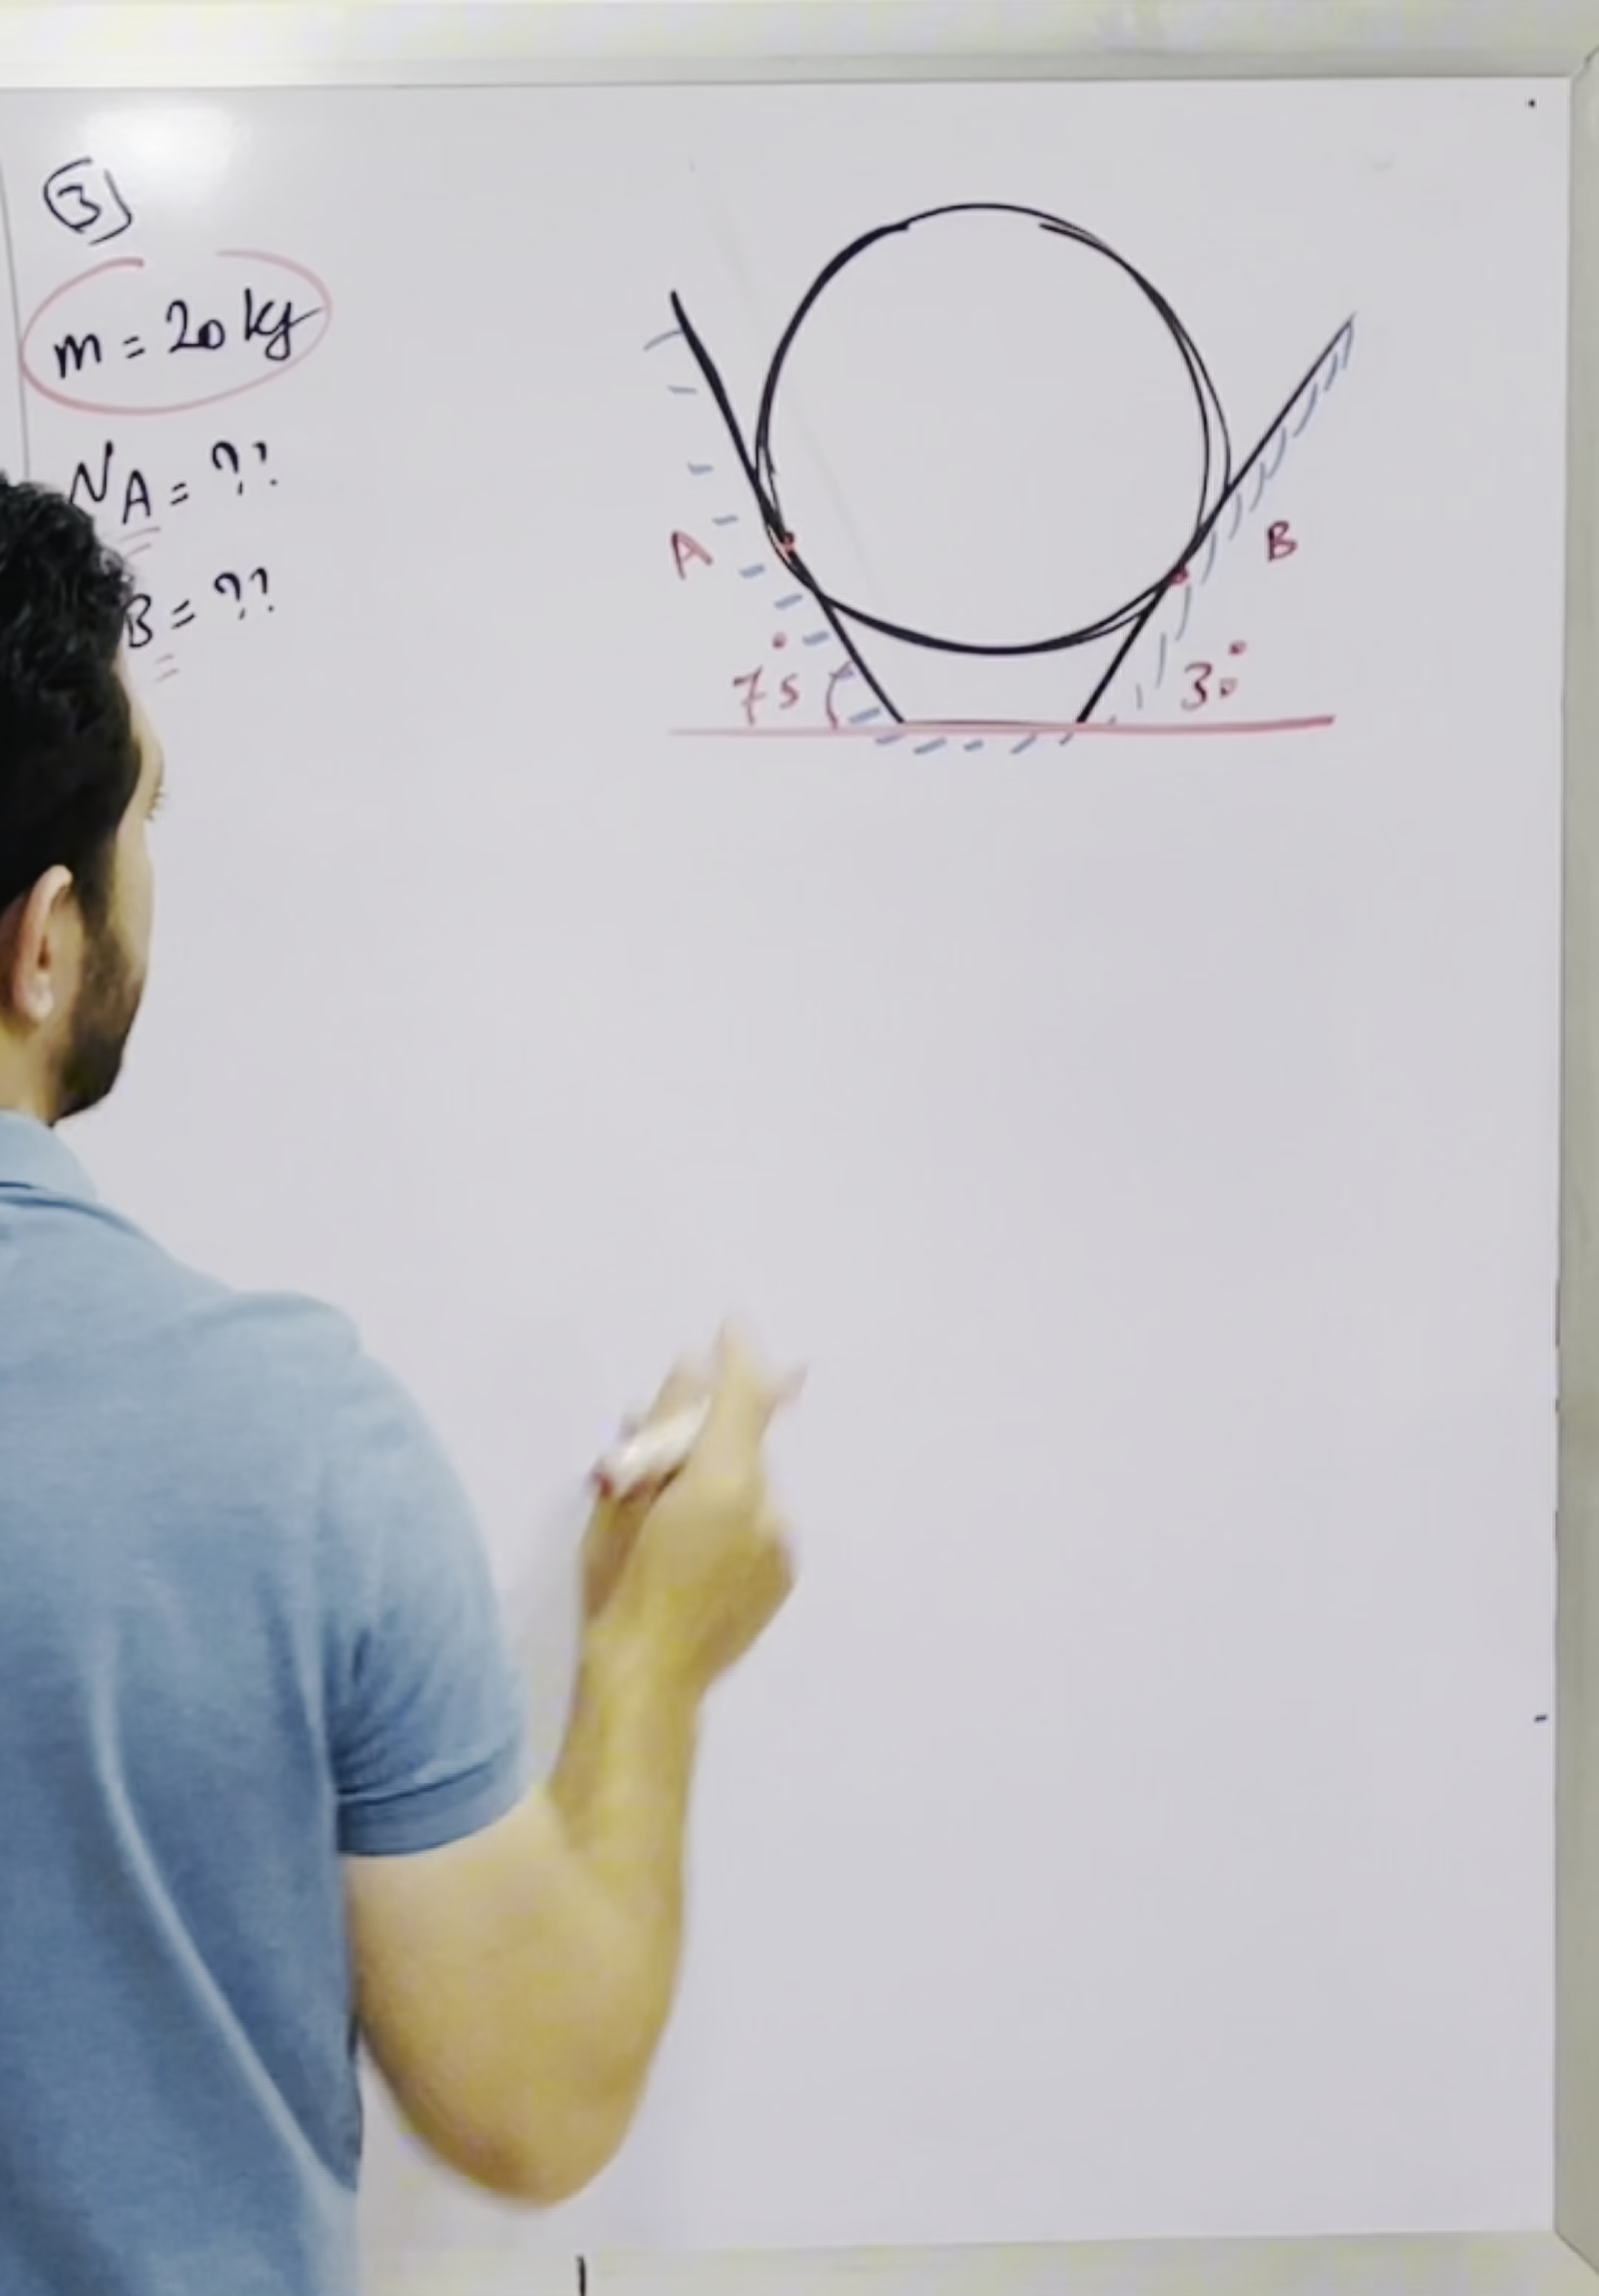 3
m = 20 kg
NA = ??
B = ??
A
B
75°
30°